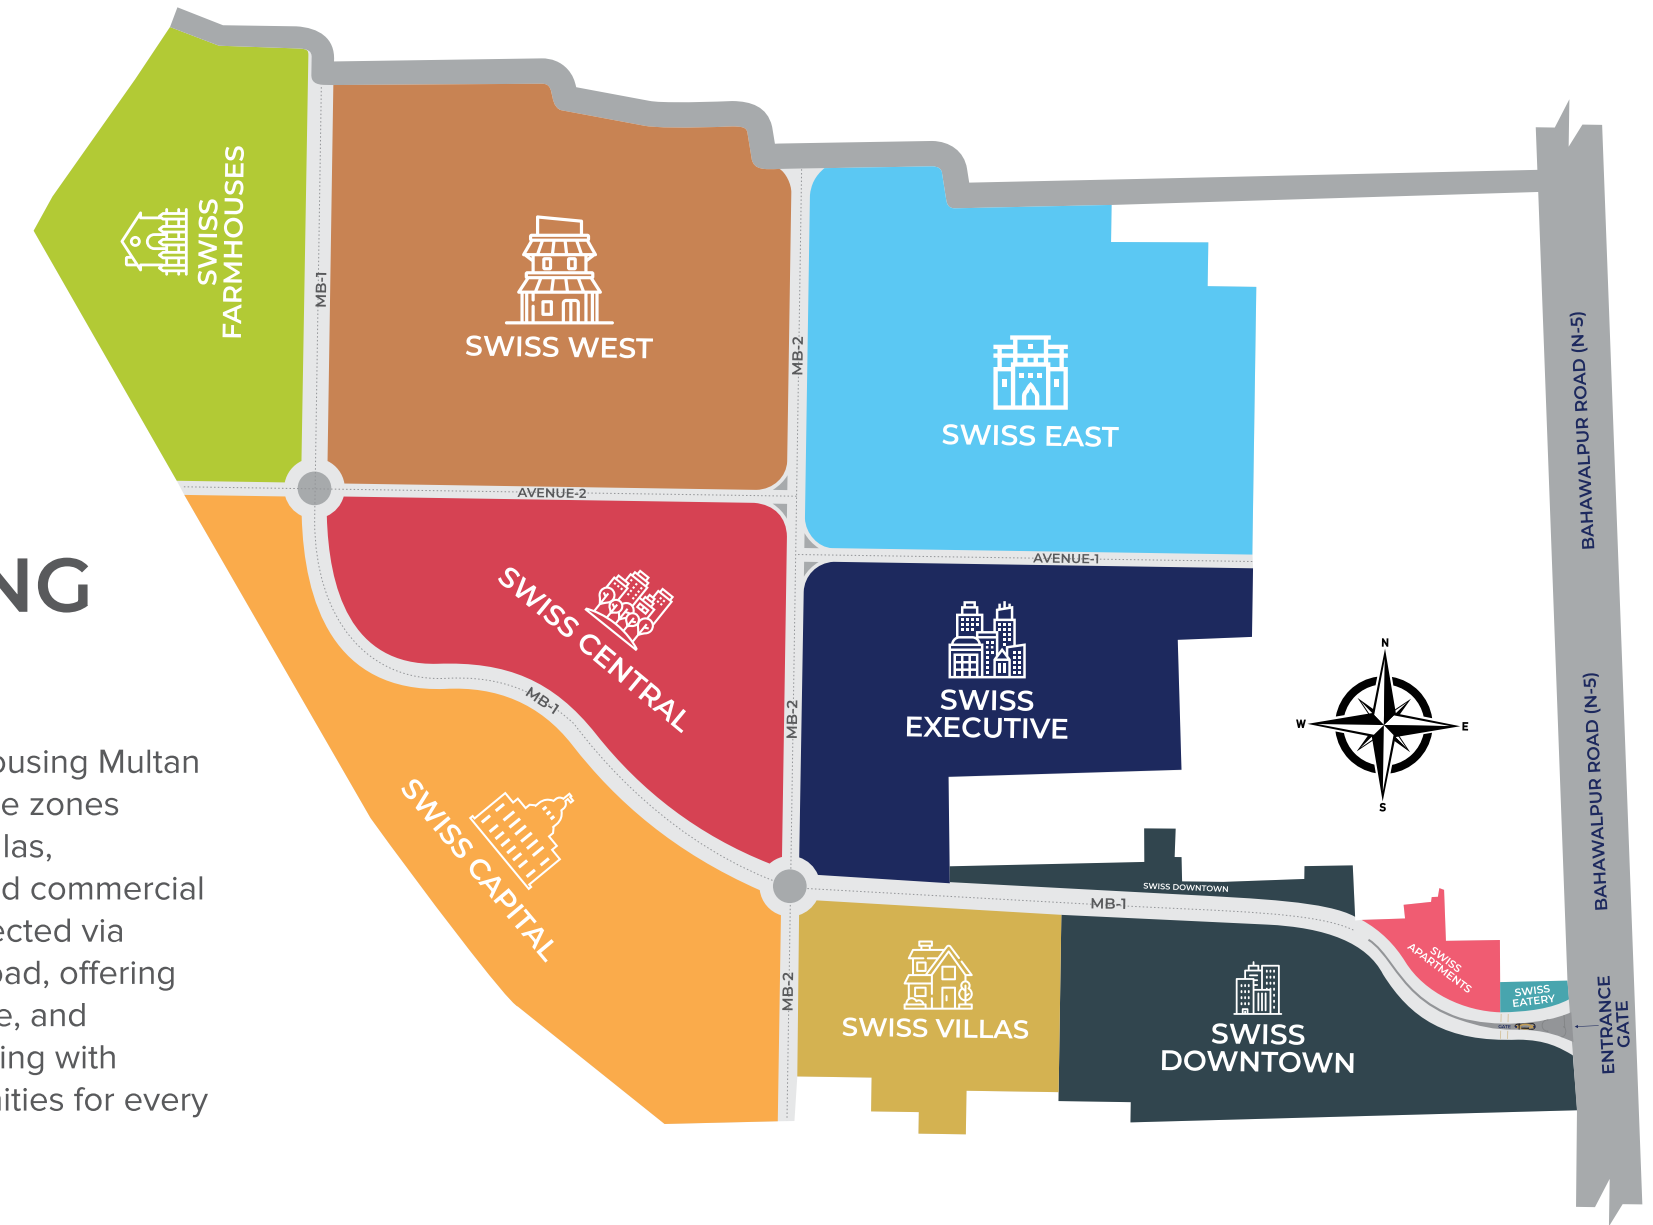 NG
ousing Multan
e zones
las,
d commercial
ected via
oad, offering
e, and
ing with
nities for every
SWISS
FARMHOUSES
MB-1
SWISS WEST
MB-2
SWISS EAST
AVENUE-2
AVENUE-1
SWISS CENTRAL
MB-1
MB-2
SWISS
EXECUTIVE
SWISS CAPITAL
N
W
E
S
BAHAWALPUR ROAD (N-5)
BAHAWALPUR ROAD (N-5)
SWISS DOWNTOWN
MB-1
MB-2
SWISS VILLAS
SWISS
DOWNTOWN
SWISS
APARTMENTS
SWISS
EATERY
GATE
ENTRANCE
GATE